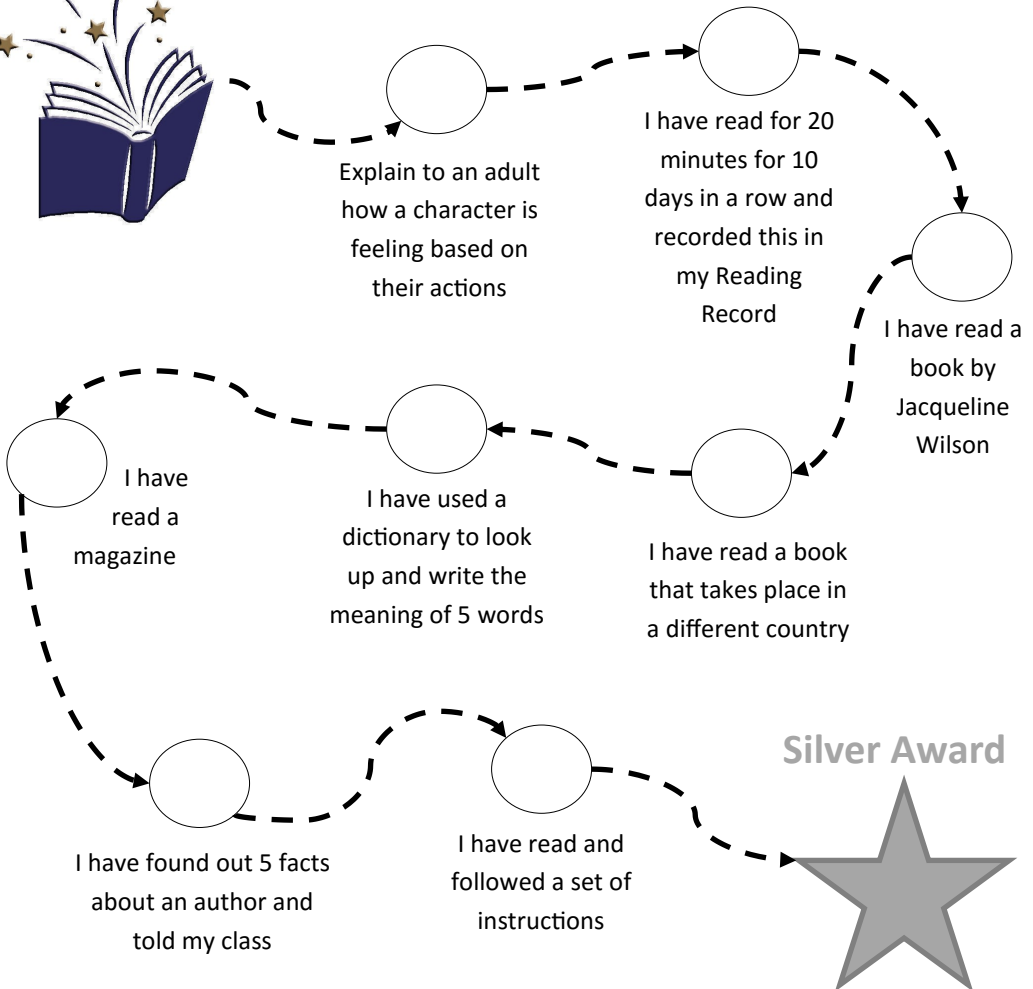 Explain to an adult
how a character is
feeling based on
their actions
I have read for 20
minutes for 10
days in a row and
recorded this in
my Reading
Record
I have read a
book by
Jacqueline
Wilson
I have read a book
that takes place in
a different country
I have used a
dictionary to look
up and write the
meaning of 5 words
I have
read a
magazine
I have found out 5 facts
about an author and
told my class
I have read and
followed a set of
instructions
Silver Award